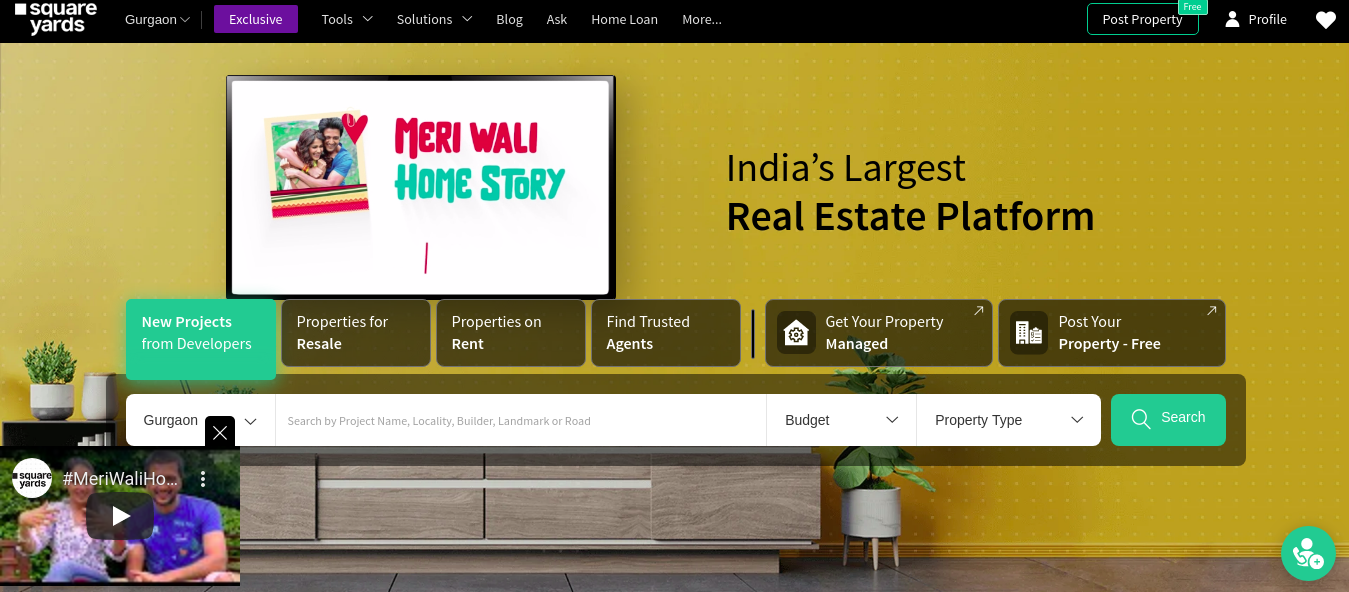 square
yards
Gurgaon
Exclusive
Tools
Solutions
Blog
Ask
Home Loan
More...
Post Property
Free
Profile
MERI WALI
HOME STORY
India's Largest
Real Estate Platform
New Projects
from Developers
Properties for
Resale
Properties on
Rent
Find Trusted
Agents
Get Your Property
Managed
Post Your
Property - Free
Gurgaon
Search by Project Name, Locality, Builder, Landmark or Road
Budget
Property Type
Search
square
yards
#MeriWaliHo...